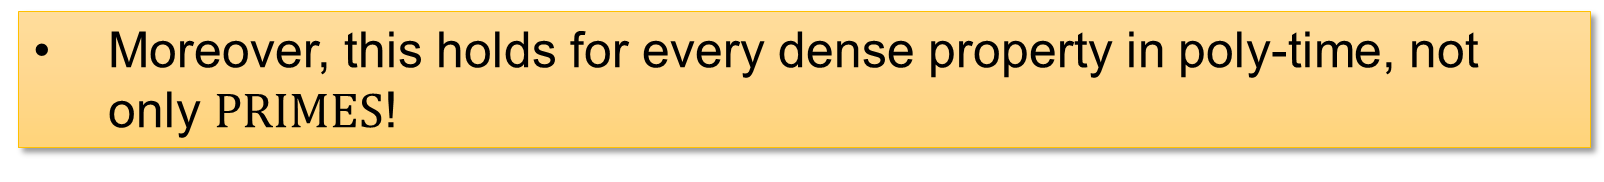 • Moreover, this holds for every dense property in poly-time, not
only PRIMES!